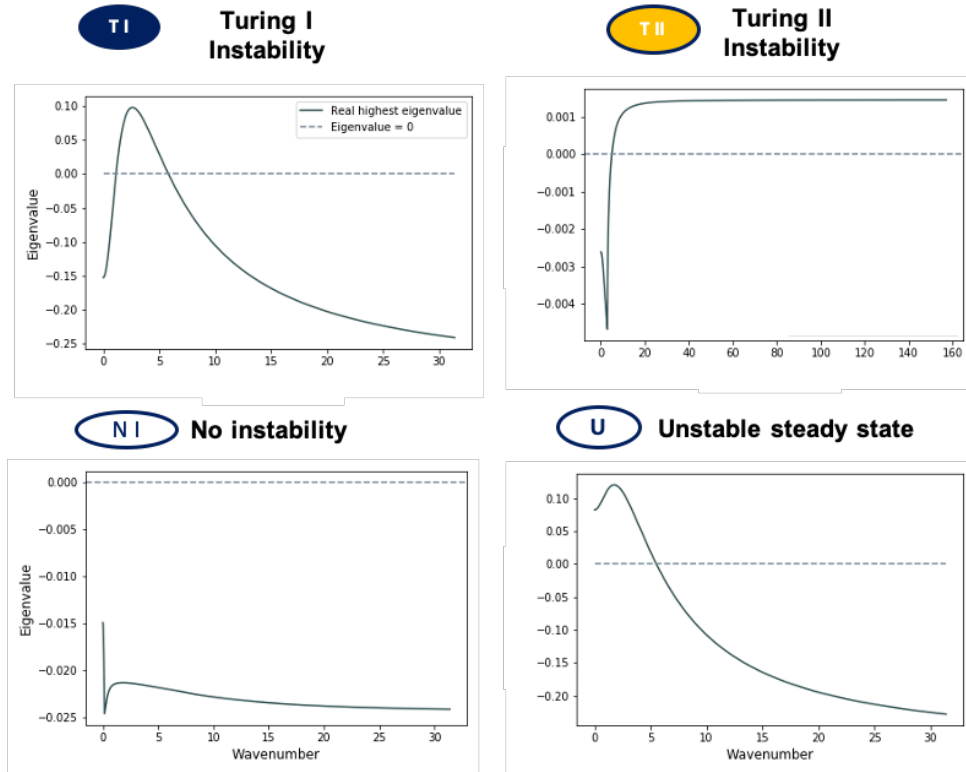 T I
Turing I
Instability
T II
Turing II
Instability
0.10
0.05
0.00
−0.05
−0.10
−0.15
−0.20
−0.25
Eigenvalue
Real highest eigenvalue
Eigenvalue = 0
0 5 10 15 20 25 30
0.001
0.000
−0.001
−0.002
−0.003
−0.004
0 20 40 60 80 100 120 140 160
N I
No instability
U
Unstable steady state
0.000
−0.005
−0.010
−0.015
−0.020
−0.025
Eigenvalue
0 5 10 15 20 25 30
Wavenumber
0.10
0.05
0.00
−0.05
−0.10
−0.15
−0.20
0 5 10 15 20 25 30
Wavenumber